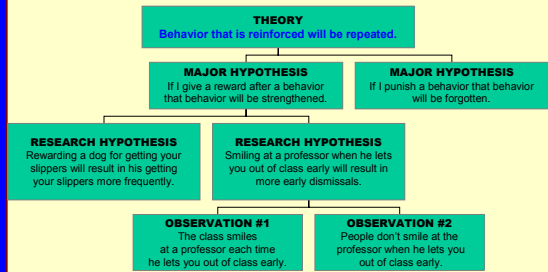 THEORY
Behavior that is reinforced will be repeated.
MAJOR HYPOTHESIS
If I give a reward after a behavior
that behavior will be strengthened.
MAJOR HYPOTHESIS
If I punish a behavior that behavior
will be forgotten.
RESEARCH HYPOTHESIS
Rewarding a dog for getting your
slippers will result in his getting
your slippers more frequently.
RESEARCH HYPOTHESIS
Smiling at a professor when he lets
you out of class early will result in
more early dismissals.
OBSERVATION #1
The class smiles
at a professor each time
he lets you out of class early.
OBSERVATION #2
People don't smile at the
professor when he lets you
out of class early.